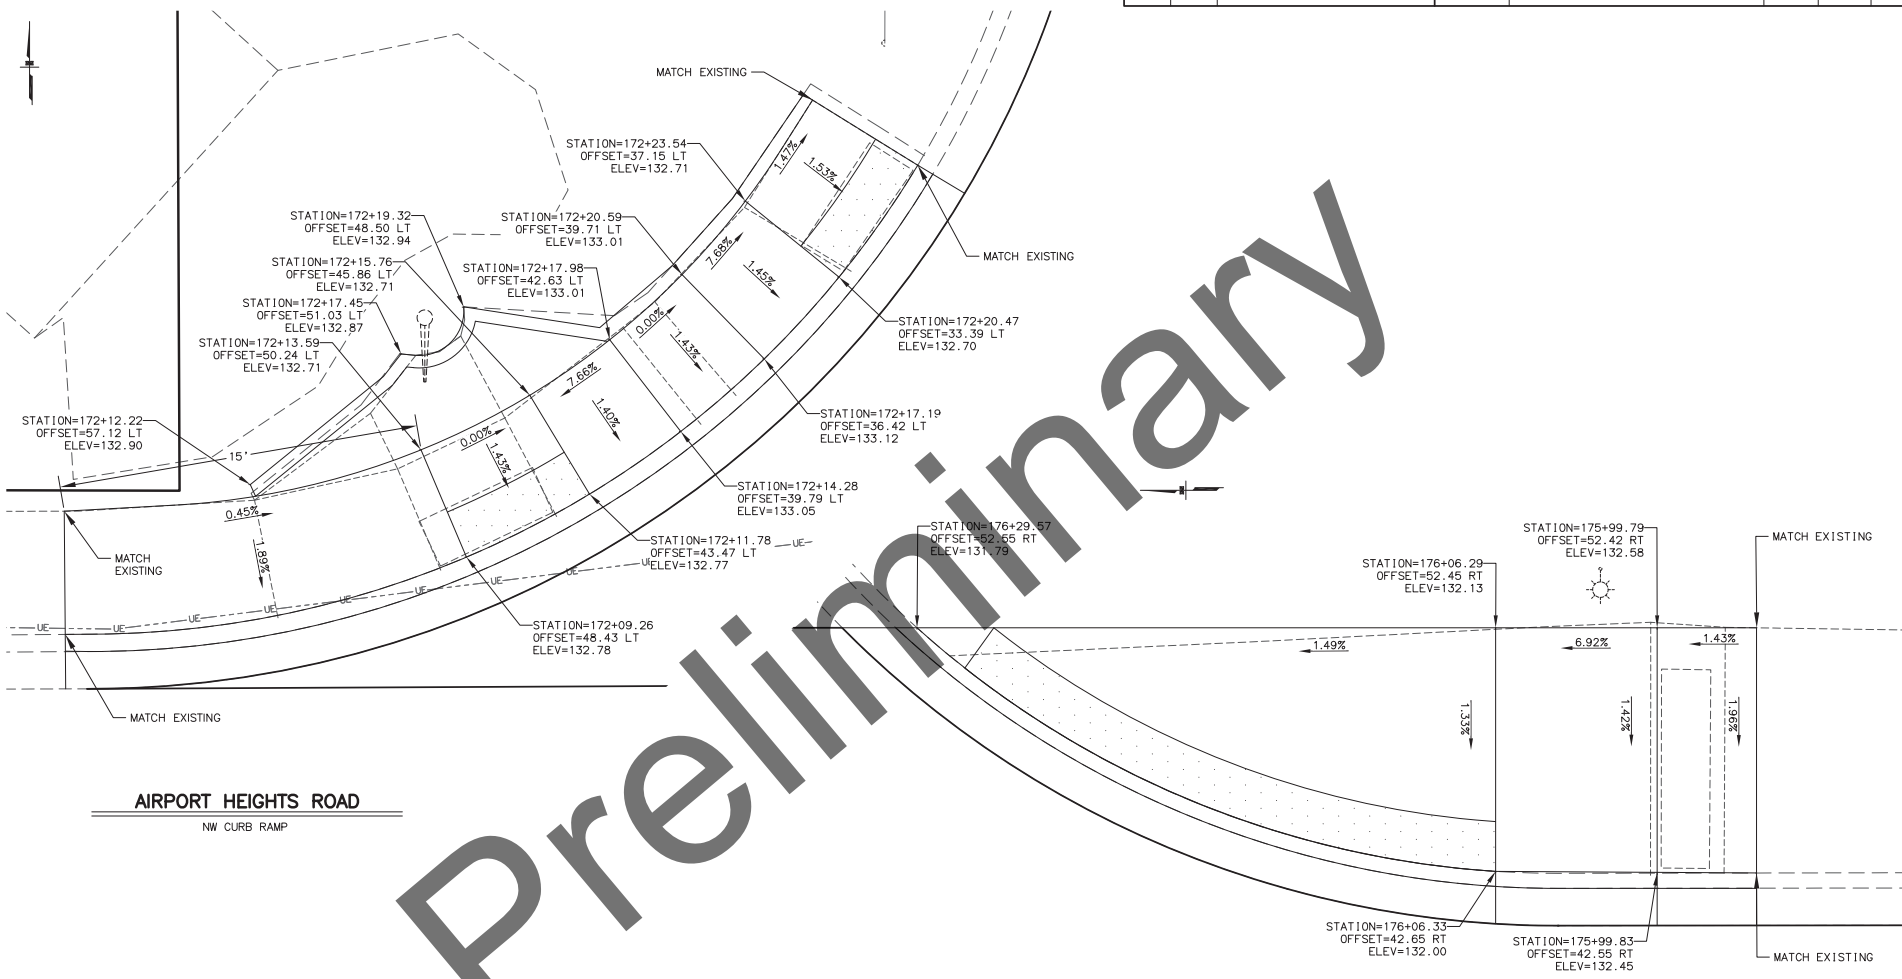 MATCH EXISTING
STATION=172+23.54
OFFSET=37.15 LT
ELEV=132.71
1.47%
1.53%
STATION=172+19.32
OFFSET=48.50 LT
ELEV=132.94
STATION=172+20.59
OFFSET=39.71 LT
ELEV=133.01
MATCH EXISTING
STATION=172+15.76
OFFSET=45.86 LT
ELEV=132.71
STATION=172+17.98
OFFSET=42.63 LT
ELEV=133.01
7.68%
1.45%
STATION=172+17.45
OFFSET=51.03 LT
ELEV=132.87
STATION=172+13.59
OFFSET=50.24 LT
ELEV=132.71
0.00%
1.43%
STATION=172+20.47
OFFSET=33.39 LT
ELEV=132.70
7.66%
1.40%
STATION=172+12.22
OFFSET=57.12 LT
ELEV=132.90
15'
0.00%
1.43%
STATION=172+17.19
OFFSET=36.42 LT
ELEV=133.12
0.45%
1.89%
STATION=172+14.28
OFFSET=39.79 LT
ELEV=133.05
MATCH
EXISTING
STATION=172+11.78
OFFSET=43.47 LT
ELEV=132.77
UE
UE
UE
UE
UE
UE
UE
UE
UE
UE
STATION=172+09.26
OFFSET=48.43 LT
ELEV=132.78
MATCH EXISTING
AIRPORT HEIGHTS ROAD
NW CURB RAMP
STATION=176+29.57
OFFSET=52.55 RT
ELEV=131.79
STATION=175+99.79
OFFSET=52.42 RT
ELEV=132.58
MATCH EXISTING
STATION=176+06.29
OFFSET=52.45 RT
ELEV=132.13
1.49%
6.92%
1.43%
1.33%
1.42%
1.96%
STATION=176+06.33
OFFSET=42.65 RT
ELEV=132.00
STATION=175+99.83
OFFSET=42.55 RT
ELEV=132.45
MATCH EXISTING
Preliminary